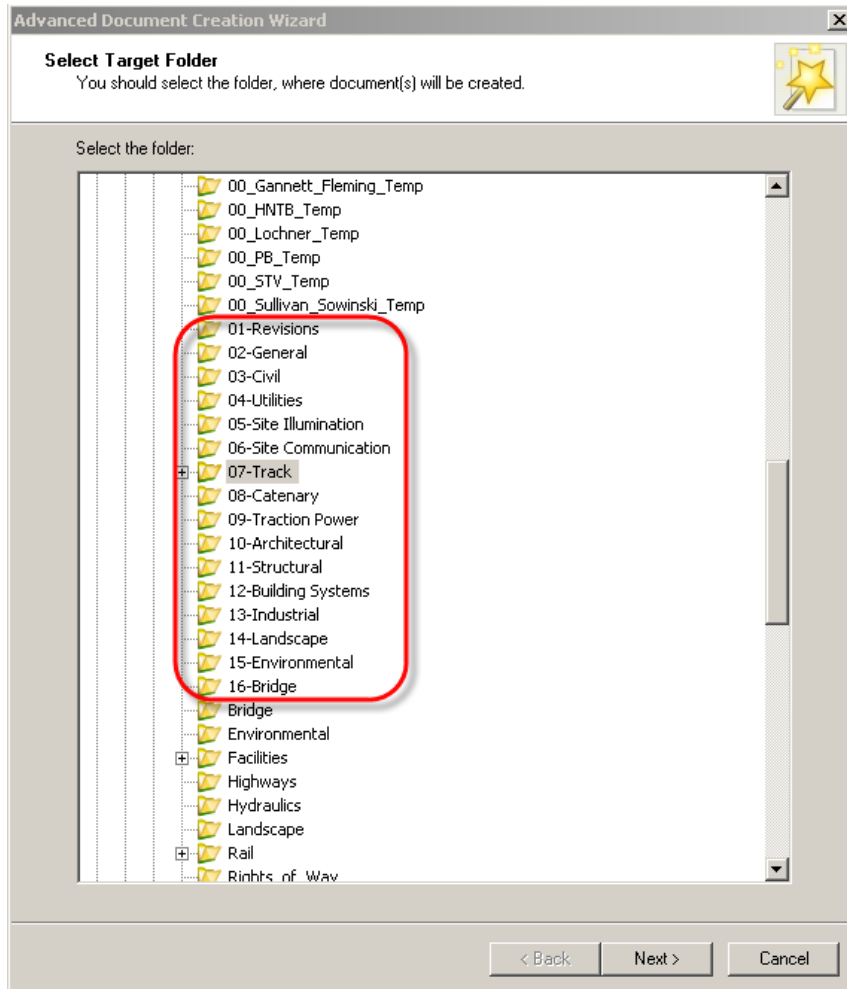 Advanced Document Creation Wizard
Select Target Folder
You should select the folder, where document(s) will be created.
Select the folder:
00_Gannett_Fleming_Temp
00_HNTB_Temp
00_Lochner_Temp
00_PB_Temp
00_STV_Temp
00_Sullivan_Sowinski_Temp
01-Revisions
02-General
03-Civil
04-Utilities
05-Site Illumination
06-Site Communication
07-Track
08-Catenary
09-Traction Power
10-Architectural
11-Structural
12-Building Systems
13-Industrial
14-Landscape
15-Environmental
16-Bridge
Bridge
Environmental
Facilities
Highways
Hydraulics
Landscape
Rail
Rights_of_Way
< Back Next > Cancel